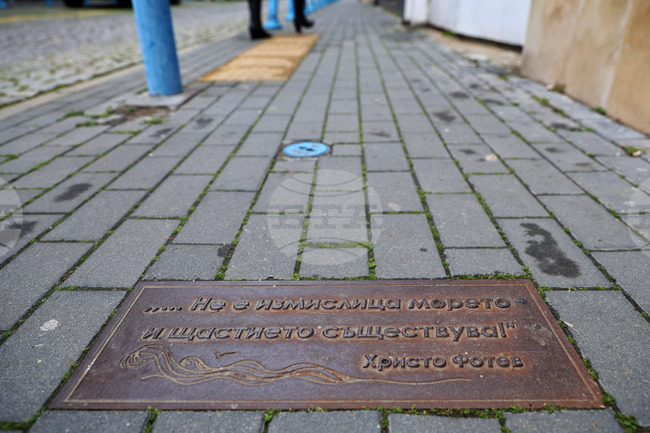 „.... Не е измислица морето
и щастието съществува!"
Христо Фотев